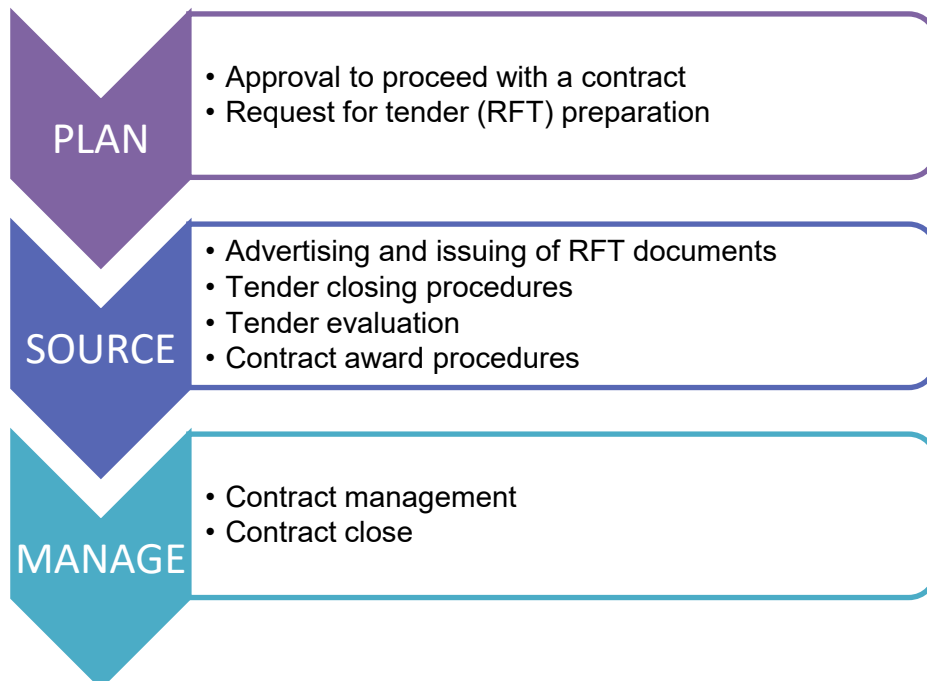 PLAN
• Approval to proceed with a contract
• Request for tender (RFT) preparation
SOURCE
• Advertising and issuing of RFT documents
• Tender closing procedures
• Tender evaluation
• Contract award procedures
MANAGE
• Contract management
• Contract close